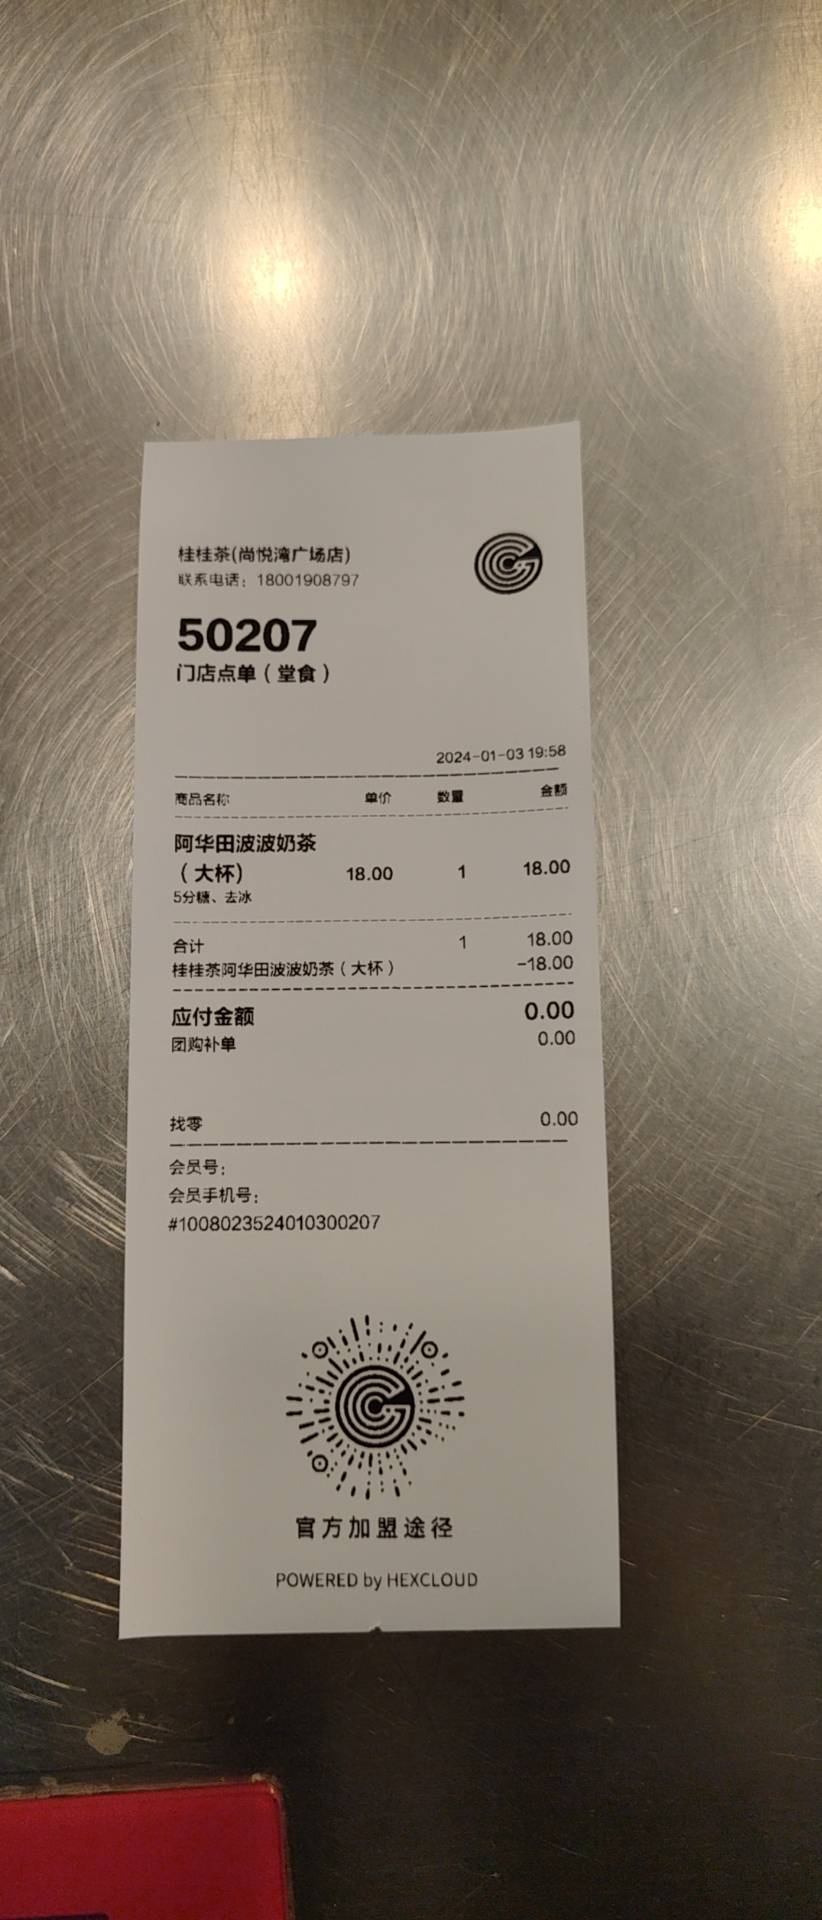 桂桂茶(尚悦湾广场店)
联系电话：18001908797
50207
门店点单（堂食）
2024-01-03 19:58
商品名称 单价 数量 金额
阿华田波波奶茶
（大杯） 18.00 1 18.00
5分糖、去冰
合计 1 18.00
桂桂茶阿华田波波奶茶（大杯） -18.00
应付金额 0.00
团购补单 0.00
找零 0.00
会员号：
会员手机号：
#1008023524010300207
官方加盟途径
POWERED by HEXCLOUD